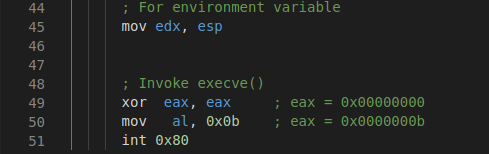 44 ; For environment variable
45 mov edx, esp
46
47
48 ; Invoke execve()
49 xor  eax, eax     ; eax = 0x00000000
50 mov   al, 0x0b    ; eax = 0x0000000b
51 int 0x80